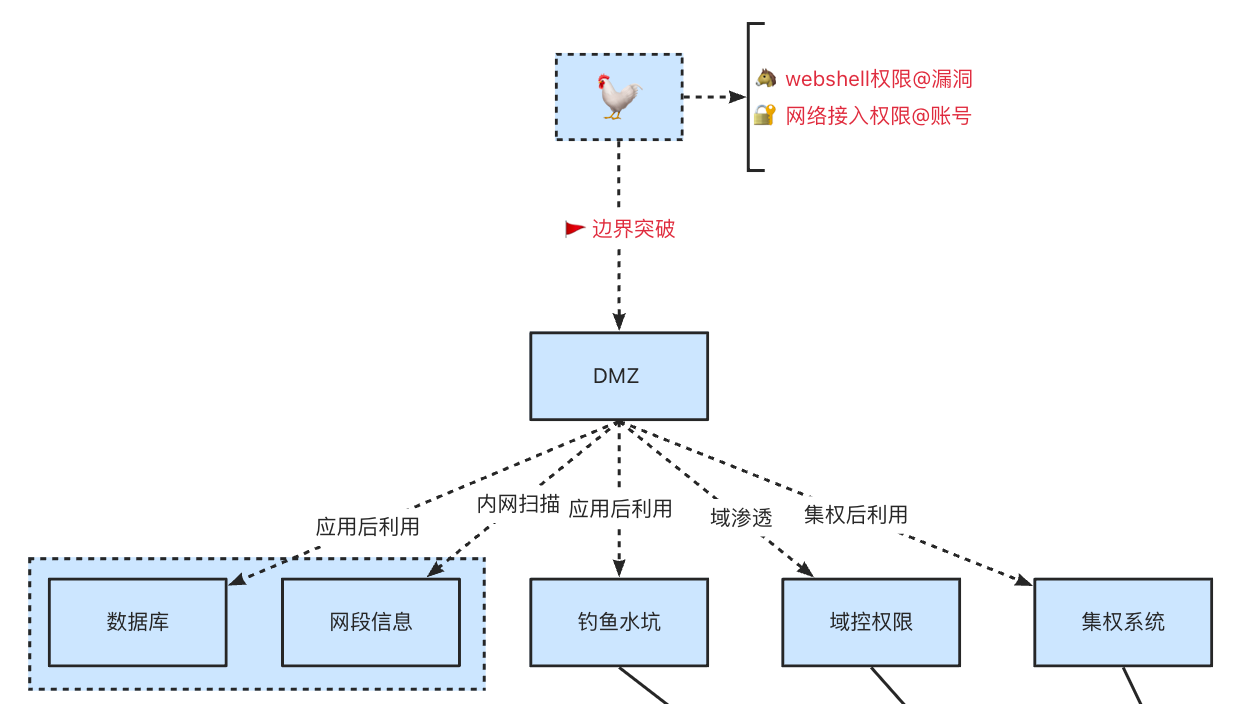 webshell权限@漏洞
网络接入权限@账号
边界突破
DMZ
应用后利用
内网扫描
应用后利用
域渗透
集权后利用
数据库
网段信息
钓鱼水坑
域控权限
集权系统